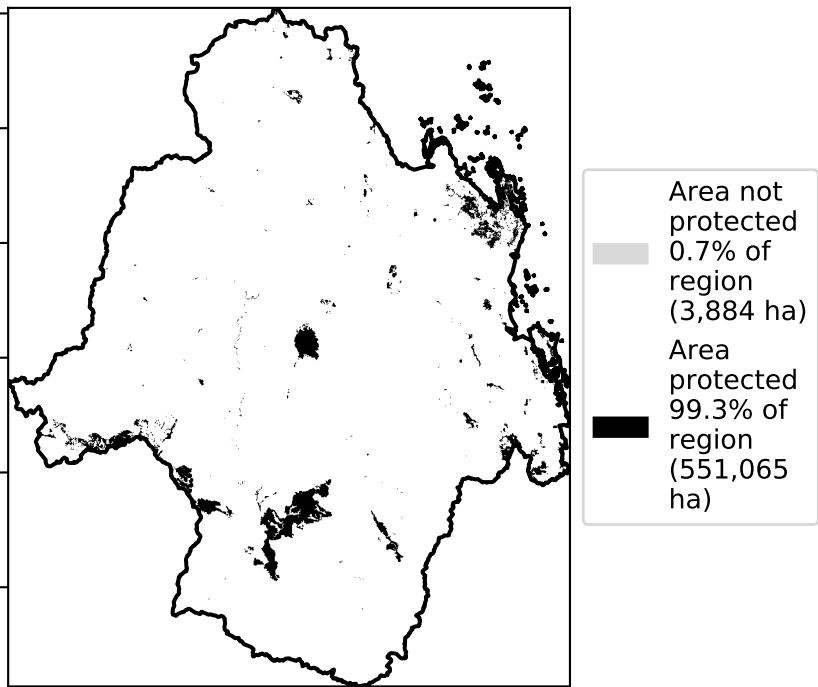 Area not
protected
0.7% of
region
(3,884 ha)
Area
protected
99.3% of
region
(551,065
ha)